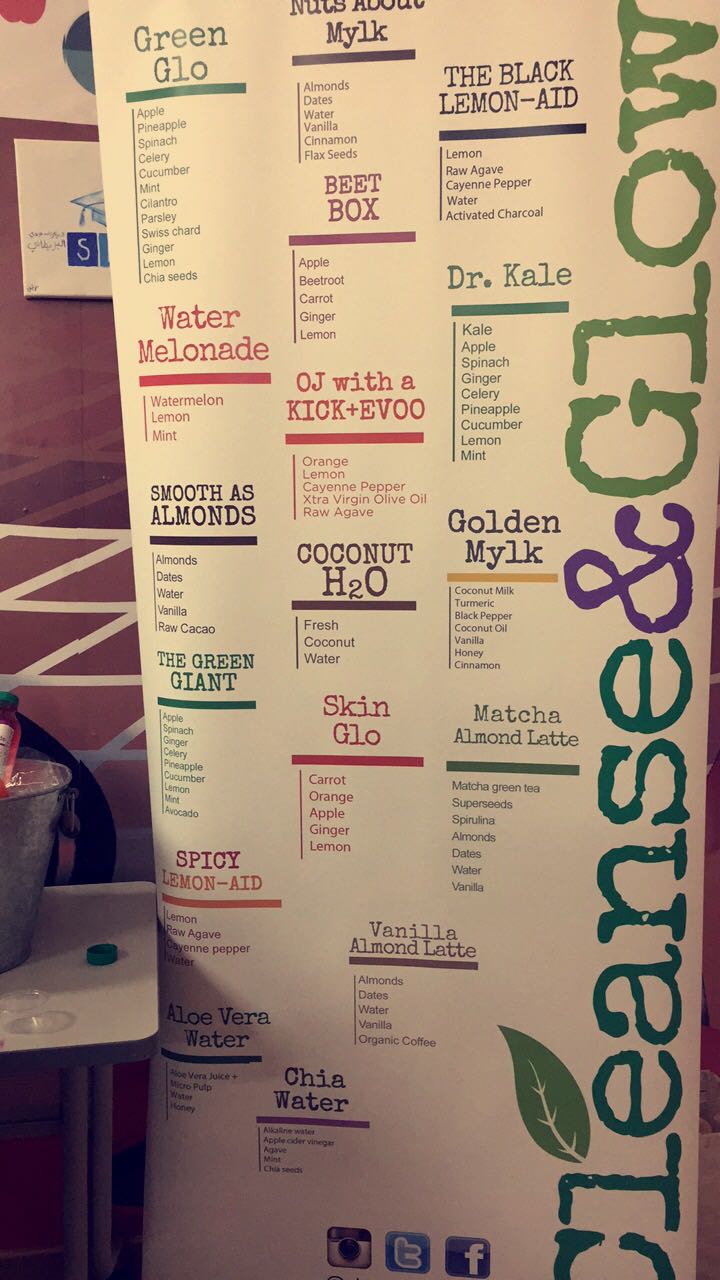 Green
Glo
Apple
Pineapple
Spinach
Celery
Cucumber
Mint
Cilantro
Parsley
Swiss chard
Ginger
Lemon
Chia seeds
Water
Melonade
Watermelon
Lemon
Mint
SMOOTH AS
ALMONDS
Almonds
Dates
Water
Vanilla
Raw Cacao
THE GREEN
GIANT
Apple
Spinach
Ginger
Celery
Pineapple
Cucumber
Lemon
Mint
Avocado
SPICY
LEMON-AID
Lemon
Raw Agave
Cayenne pepper
Water
Aloe Vera
Water
Aloe Vera Juice +
Micro Pulp
Water
Honey
Nuts About
Mylk
Almonds
Dates
Water
Vanilla
Cinnamon
Flax Seeds
BEET
BOX
Apple
Beetroot
Carrot
Ginger
Lemon
OJ with a
KICK+EVOO
Orange
Lemon
Cayenne Pepper
Xtra Virgin Olive Oil
Raw Agave
COCONUT
H2O
Fresh
Coconut
Water
Skin
Glo
Carrot
Orange
Apple
Ginger
Lemon
Vanilla
Almond Latte
Almonds
Dates
Water
Vanilla
Organic Coffee
Chia
Water
Alkaline water
Apple cider vinegar
Agave
Mint
Chia seeds
THE BLACK
LEMON-AID
Lemon
Raw Agave
Cayenne Pepper
Water
Activated Charcoal
Dr. Kale
Kale
Apple
Spinach
Ginger
Celery
Pineapple
Cucumber
Lemon
Mint
Golden
Mylk
Coconut Milk
Turmeric
Black Pepper
Coconut Oil
Vanilla
Honey
Cinnamon
Matcha
Almond Latte
Matcha green tea
Superseeds
Spirulina
Almonds
Dates
Water
Vanilla
Cleanse&Glow
S